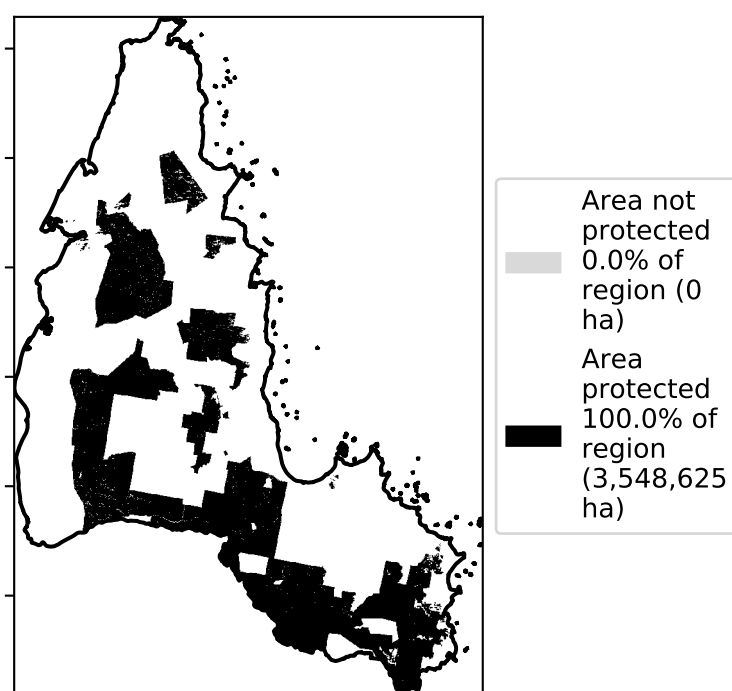 Area not
protected
0.0% of
region (0
ha)
Area
protected
100.0% of
region
(3,548,625
ha)